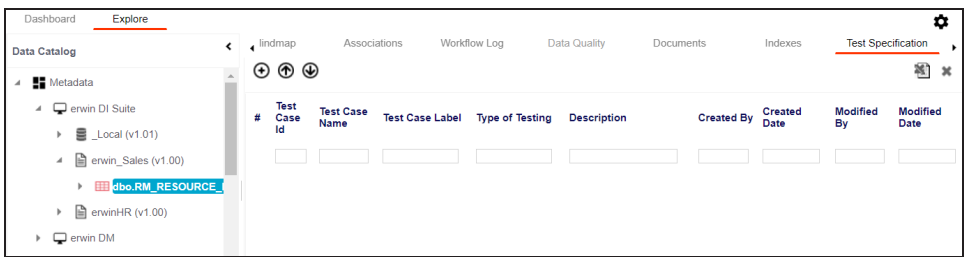 Dashboard Explore
Data Catalog
lindmap Associations Workflow Log Data Quality Documents Indexes Test Specification
Metadata
erwin DI Suite
_Local (v1.01)
erwin_Sales (v1.00)
dbo.RM_RESOURCE_
erwinHR (v1.00)
erwin DM
# Test Case Id Test Case Name Test Case Label Type of Testing Description Created By Created Date Modified By Modified Date